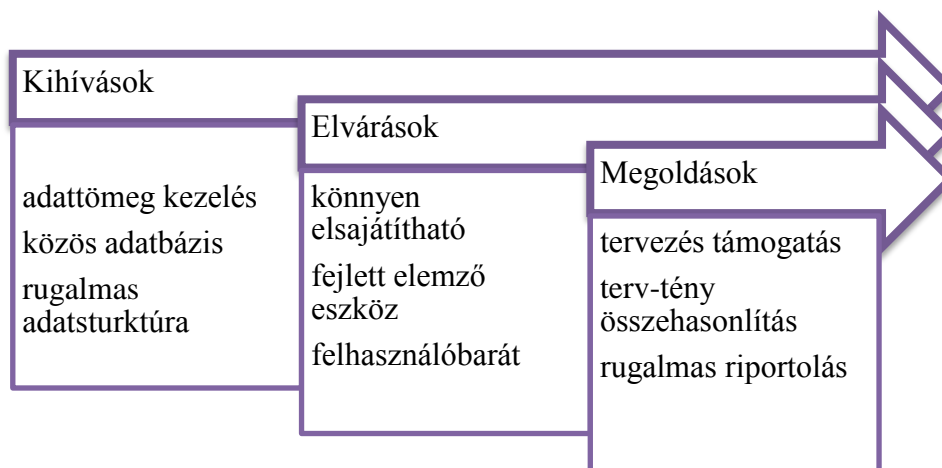 Kihívások
adattömeg kezelés
közös adatbázis
rugalmas
adatsturktúra
Elvárások
könnyen
elsajátítható
fejlett elemző
eszköz
felhasználóbarát
Megoldások
tervezés támogatás
terv-tény
összehasonlítás
rugalmas riportolás